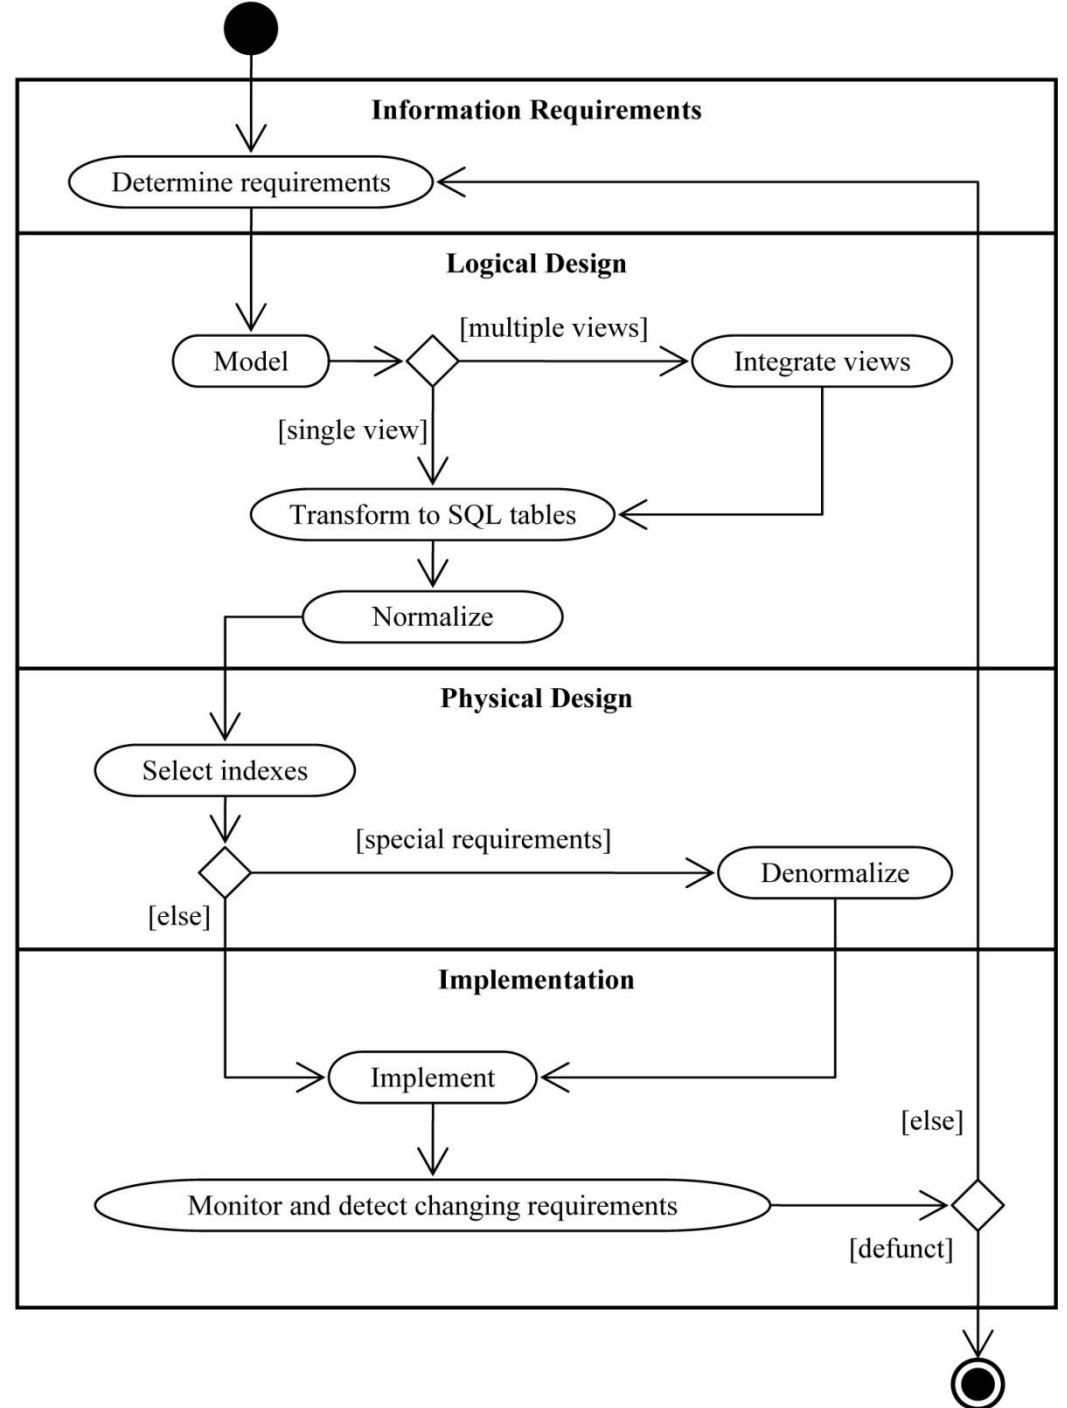 Information Requirements
Determine requirements
Logical Design
[multiple views]
Model
Integrate views
[single view]
Transform to SQL tables
Normalize
Physical Design
Select indexes
[special requirements]
Denormalize
[else]
Implementation
Implement
[else]
Monitor and detect changing requirements
[defunct]